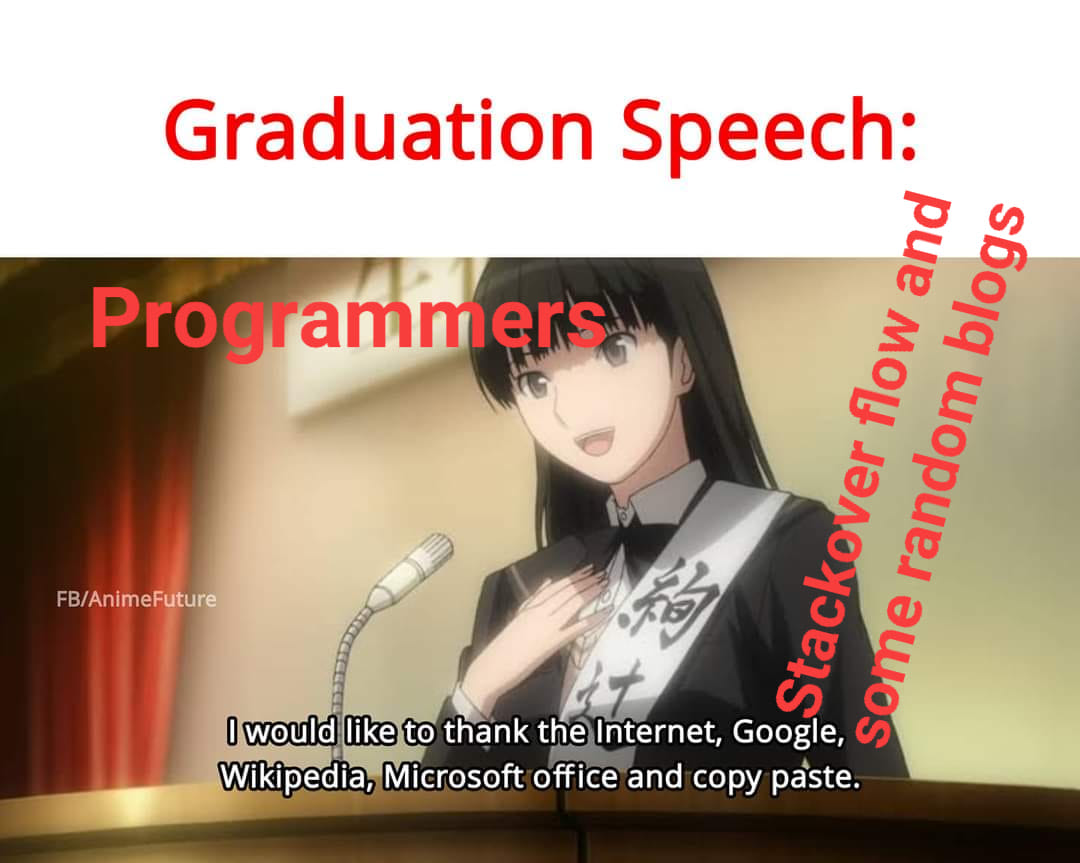 Graduation Speech:
Programmers
Stackover flow and
some random blogs
FB/AnimeFuture
絢
計
I would like to thank the Internet, Google,
Wikipedia, Microsoft office and copy paste.